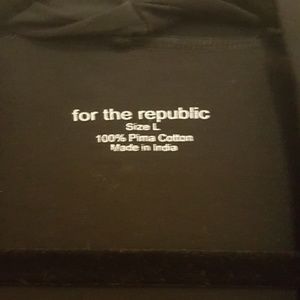 for the republic
Size L
100% Pima Cotton
Made in India